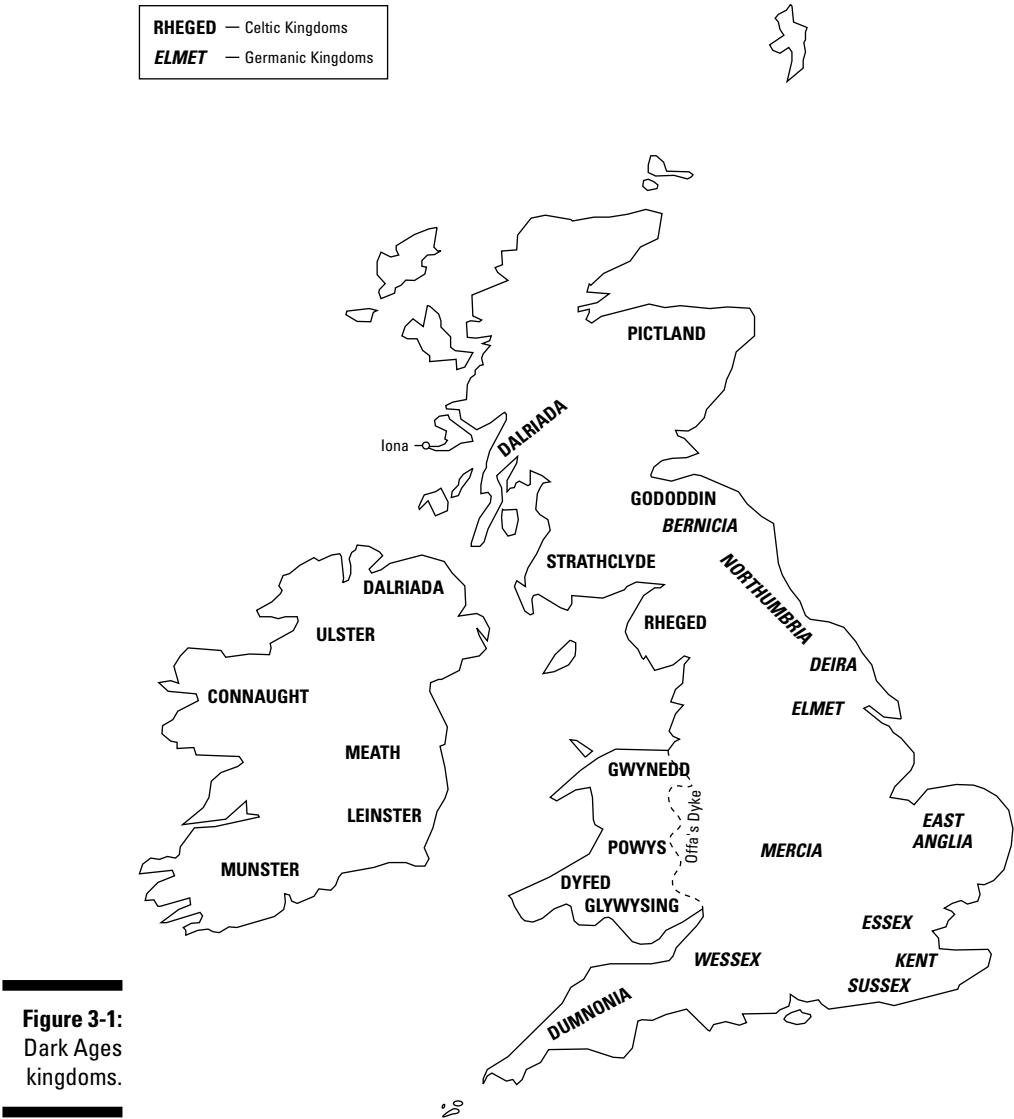 RHEGED — Celtic Kingdoms
ELMET — Germanic Kingdoms
PICTLAND
DALRIADA
Iona
GODODDIN
BERNICIA
STRATHCLYDE
NORTHUMBRIA
DALRIADA
ULSTER
RHEGED
DEIRA
CONNAUGHT
ELMET
MEATH
GWYNEDD
Offa's Dyke
LEINSTER
EAST
ANGLIA
POWYS
MERCIA
MUNSTER
DYFED
GLYWYSING
ESSEX
WESSEX
KENT
SUSSEX
DUMNONIA
Figure 3-1:
Dark Ages
kingdoms.